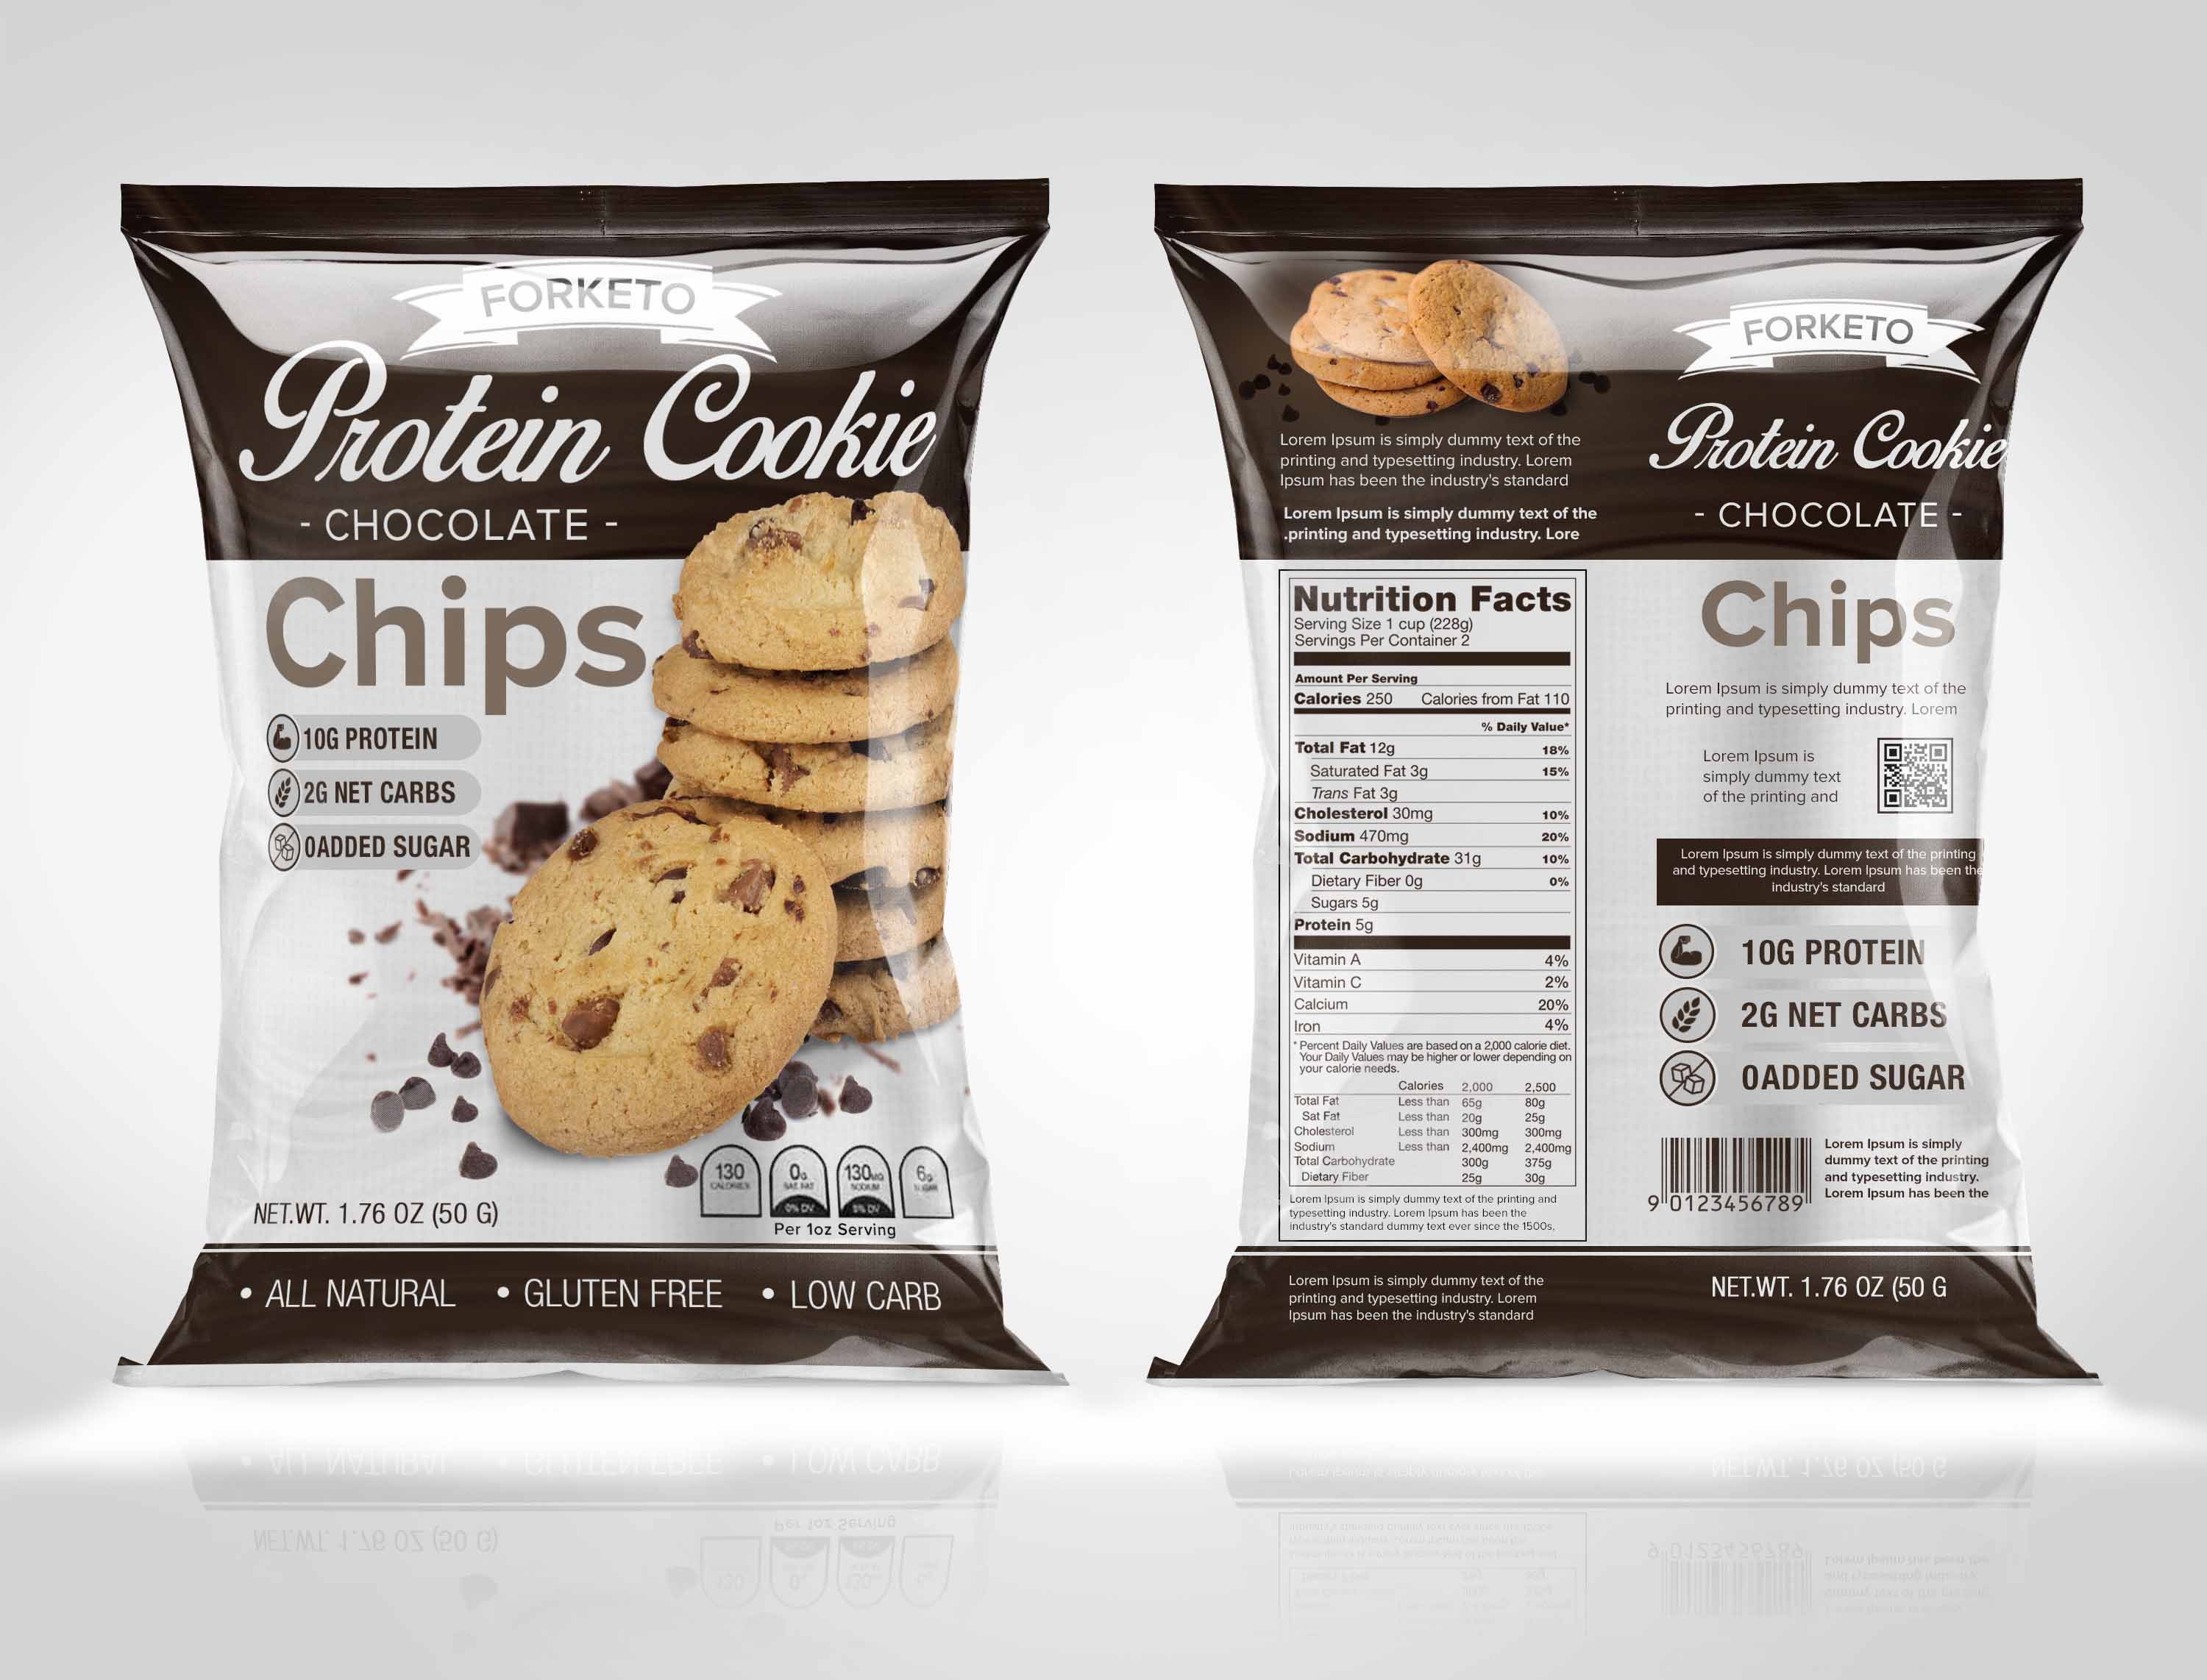 FORKETO
Protein Cookie
- CHOCOLATE -
Chips
10G PROTEIN
2G NET CARBS
0ADDED SUGAR
130 CALORIES
0G SAT FAT 0% DV
130MG SODIUM 5% DV
6g SUGAR
Per 1oz Serving
NET.WT. 1.76 OZ (50 G)
• ALL NATURAL • GLUTEN FREE • LOW CARB
Lorem Ipsum is simply dummy text of the
printing and typesetting industry. Lorem
Ipsum has been the industry's standard
Lorem Ipsum is simply dummy text of the
.printing and typesetting industry. Lore
Nutrition Facts
Serving Size 1 cup (228g)
Servings Per Container 2
Amount Per Serving
Calories 250 Calories from Fat 110
% Daily Value*
Total Fat 12g 18%
Saturated Fat 3g 15%
Trans Fat 3g
Cholesterol 30mg 10%
Sodium 470mg 20%
Total Carbohydrate 31g 10%
Dietary Fiber 0g 0%
Sugars 5g
Protein 5g
Vitamin A 4%
Vitamin C 2%
Calcium 20%
Iron 4%
* Percent Daily Values are based on a 2,000 calorie diet.
Your Daily Values may be higher or lower depending on
your calorie needs.
Calories 2,000 2,500
Total Fat Less than 65g 80g
Sat Fat Less than 20g 25g
Cholesterol Less than 300mg 300mg
Sodium Less than 2,400mg 2,400mg
Total Carbohydrate 300g 375g
Dietary Fiber 25g 30g
Lorem Ipsum is simply dummy text of the printing and
typesetting industry. Lorem Ipsum has been the
industry's standard dummy text ever since the 1500s,
Lorem Ipsum is simply dummy text of the
printing and typesetting industry. Lorem
Ipsum has been the industry's standard
FORKETO
Protein Cookie
- CHOCOLATE -
Chips
Lorem Ipsum is simply dummy text of the
printing and typesetting industry. Lorem
Lorem Ipsum is
simply dummy text
of the printing and
Lorem Ipsum is simply dummy text of the printing
and typesetting industry. Lorem Ipsum has been the
industry's standard
10G PROTEIN
2G NET CARBS
0ADDED SUGAR
9 0123456789
Lorem Ipsum is simply
dummy text of the printing
and typesetting industry.
Lorem Ipsum has been the
NET.WT. 1.76 OZ (50 G